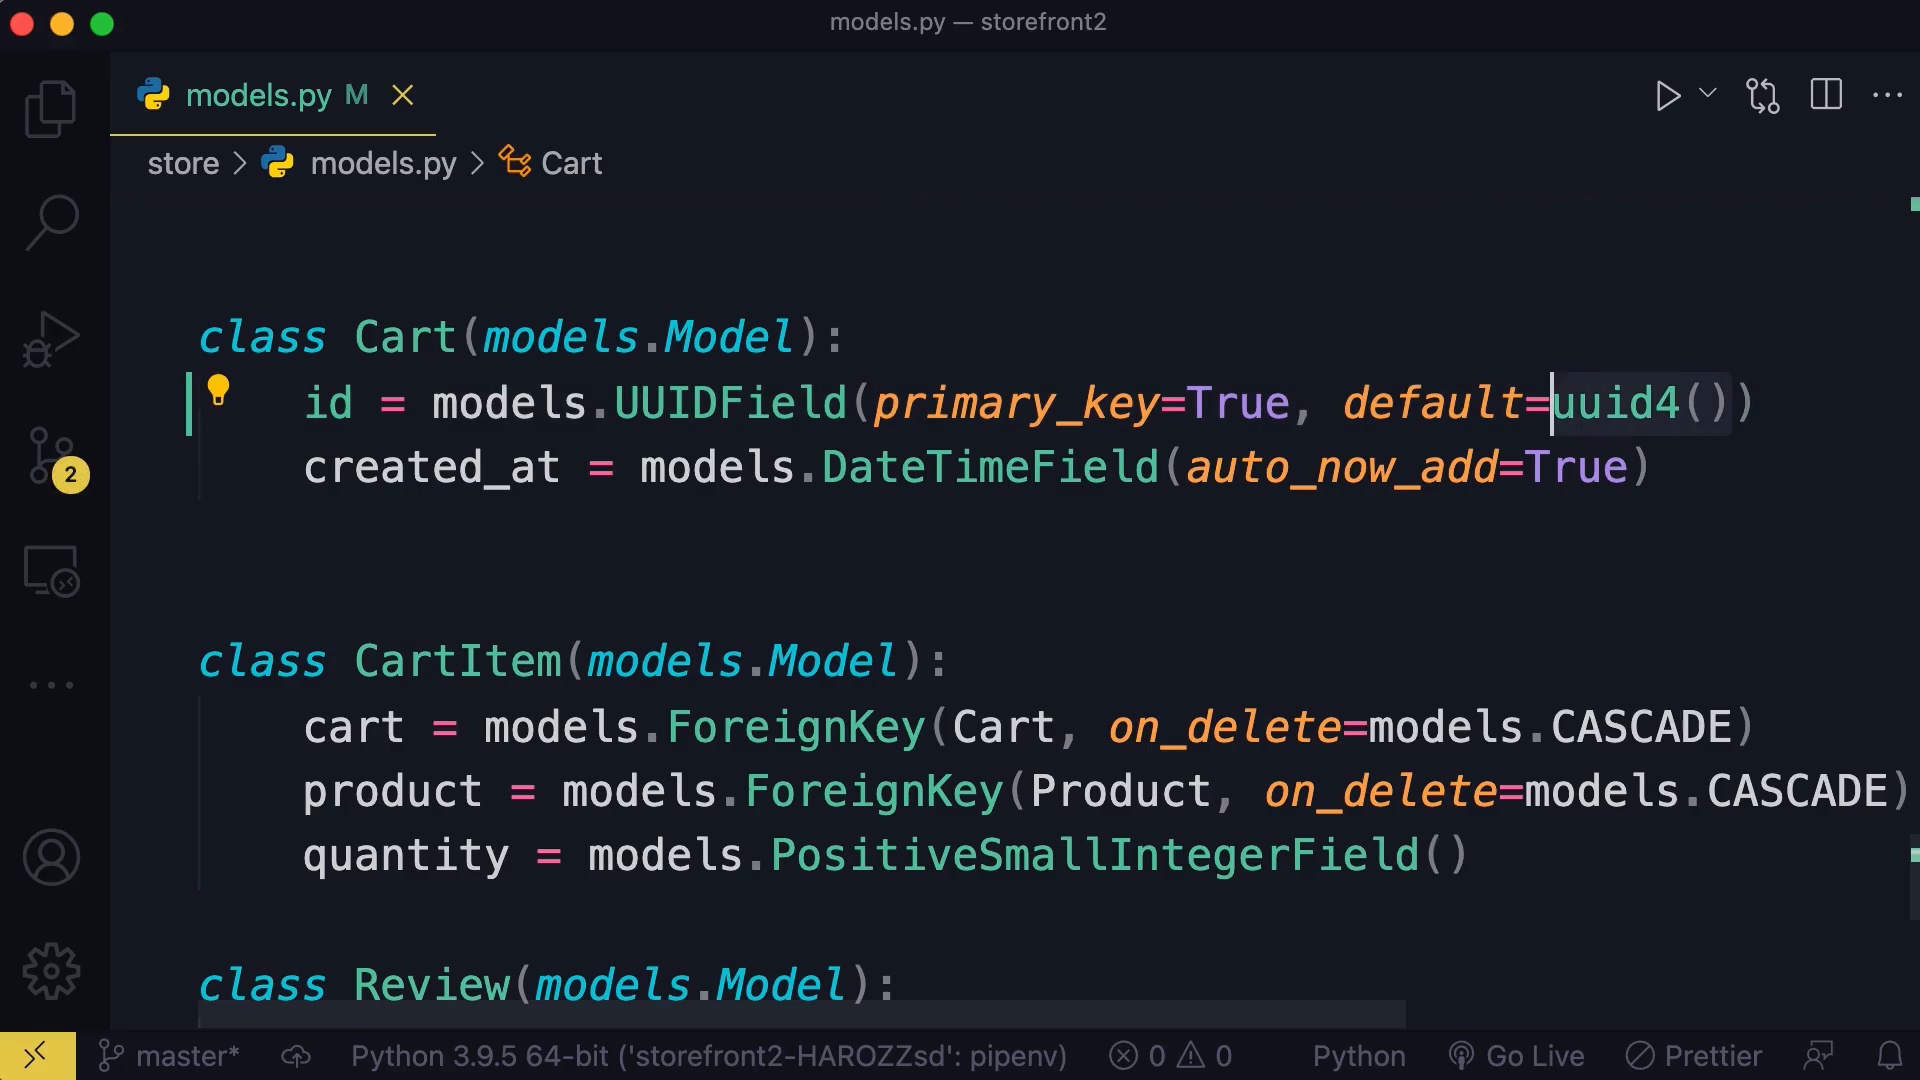 models.py — storefront2
models.py M
store > models.py > Cart
class Cart(models.Model):
id = models.UUIDField(primary_key=True, default=uuid4())
created_at = models.DateTimeField(auto_now_add=True)
class CartItem(models.Model):
cart = models.ForeignKey(Cart, on_delete=models.CASCADE)
product = models.ForeignKey(Product, on_delete=models.CASCADE)
quantity = models.PositiveSmallIntegerField()
class Review(models.Model):
2
master* Python 3.9.5 64-bit ('storefront2-HAROZZsd': pipenv) 0 0 Python Go Live Prettier